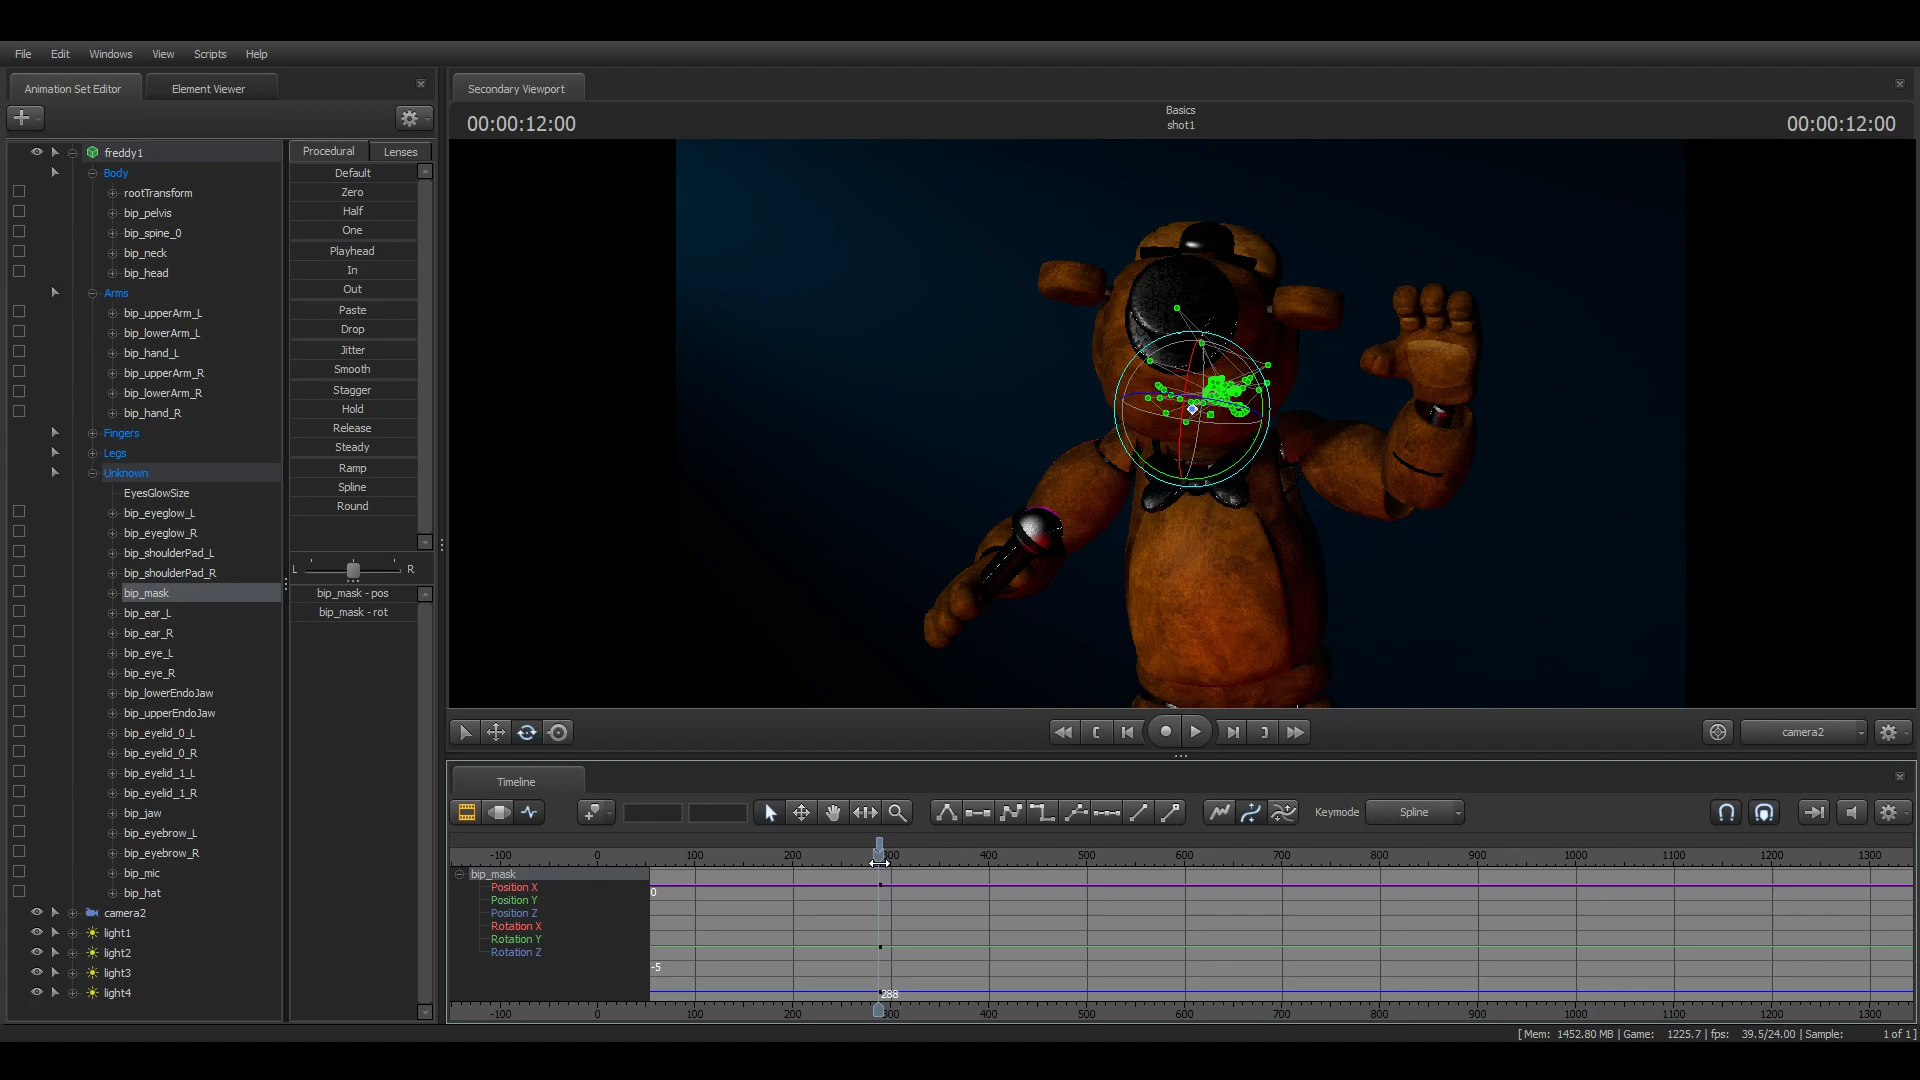 File Edit Windows View Scripts Help
Animation Set Editor Element Viewer
freddy1
Body
rootTransform
bip_pelvis
bip_spine_0
bip_neck
bip_head
Arms
bip_upperArm_L
bip_lowerArm_L
bip_hand_L
bip_upperArm_R
bip_lowerArm_R
bip_hand_R
Fingers
Legs
Unknown
EyesGlowSize
bip_eyeglow_L
bip_eyeglow_R
bip_shoulderPad_L
bip_shoulderPad_R
bip_mask
bip_ear_L
bip_ear_R
bip_eye_L
bip_eye_R
bip_lowerEndoJaw
bip_upperEndoJaw
bip_eyelid_0_L
bip_eyelid_0_R
bip_eyelid_1_L
bip_eyelid_1_R
bip_jaw
bip_eyebrow_L
bip_eyebrow_R
bip_mic
bip_hat
camera2
light1
light2
light3
light4
Procedural Lenses
Default
Zero
Half
One
Playhead
In
Out
Paste
Drop
Jitter
Smooth
Stagger
Hold
Release
Steady
Ramp
Spline
Round
L R
bip_mask - pos
bip_mask - rot
Secondary Viewport
00:00:12:00
Basics
shot1
00:00:12:00
camera2
Timeline
Keymode Spline
-100 0 100 200 300 400 500 600 700 800 900 1000 1100 1200 1300
bip_mask
Position X
Position Y
Position Z
Rotation X
Rotation Y
Rotation Z
0
-5
288
-100 0 100 200 300 400 500 600 700 800 900 1000 1100 1200 1300
[ Mem: 1452.80 MB | Game: 1225.7 | fps: 39.5/24.00 | Sample: 1 of 1 ]